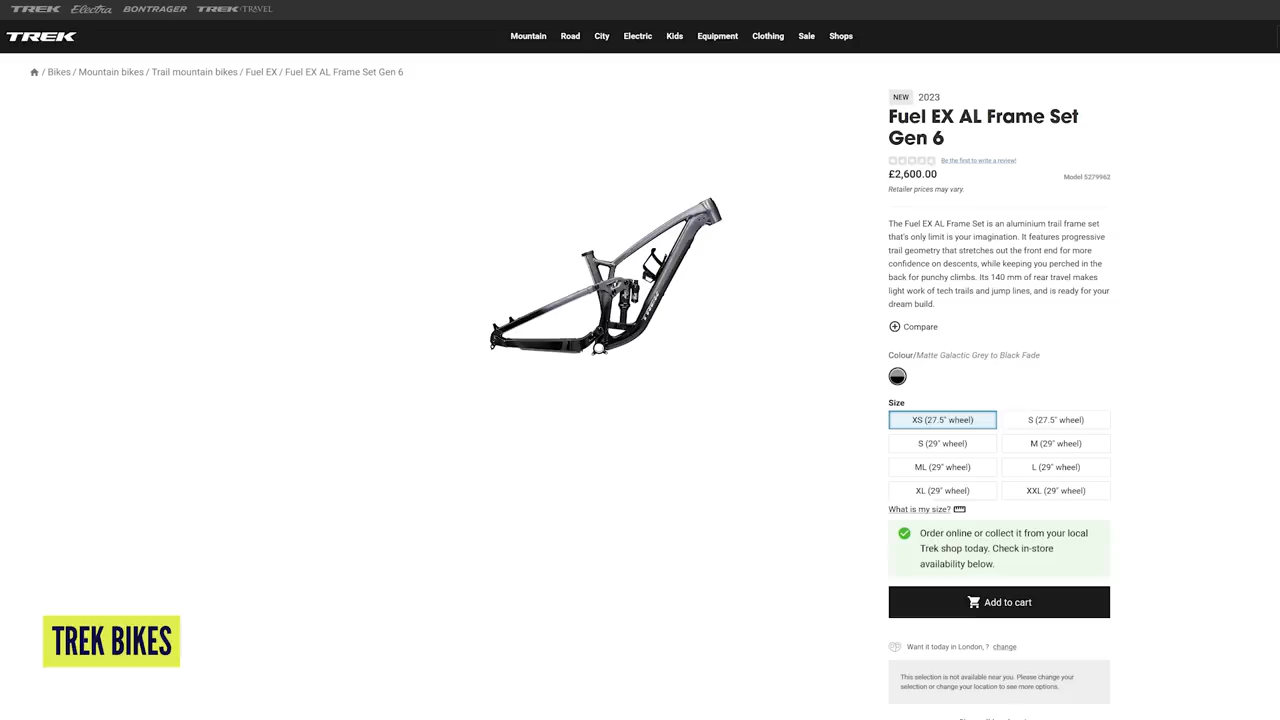 TREK Electra BONTRAGER TREK TRAVEL
TREK
Mountain Road City Electric Kids Equipment Clothing Sale Shops
/ Bikes / Mountain bikes / Trail mountain bikes / Fuel EX / Fuel EX AL Frame Set Gen 6
NEW 2023
Fuel EX AL Frame Set
Gen 6
Be the first to write a review!
£2,600.00
Model 5279962
Retailer prices may vary.
The Fuel EX AL Frame Set is an aluminium trail frame set
that's only limit is your imagination. It features progressive
trail geometry that stretches out the front end for more
confidence on descents, while keeping you perched in the
back for punchy climbs. Its 140 mm of rear travel makes
light work of tech trails and jump lines, and is ready for your
dream build.
Compare
Colour/Matte Galactic Grey to Black Fade
Size
XS (27.5" wheel) S (27.5" wheel)
S (29" wheel) M (29" wheel)
ML (29" wheel) L (29" wheel)
XL (29" wheel) XXL (29" wheel)
What is my size?
Order online or collect it from your local
Trek shop today. Check in-store
availability below.
Add to cart
Want it today in London, ? change
This selection is not available near you. Please change your
selection or change your location to see more options.
TREK
TREK BIKES